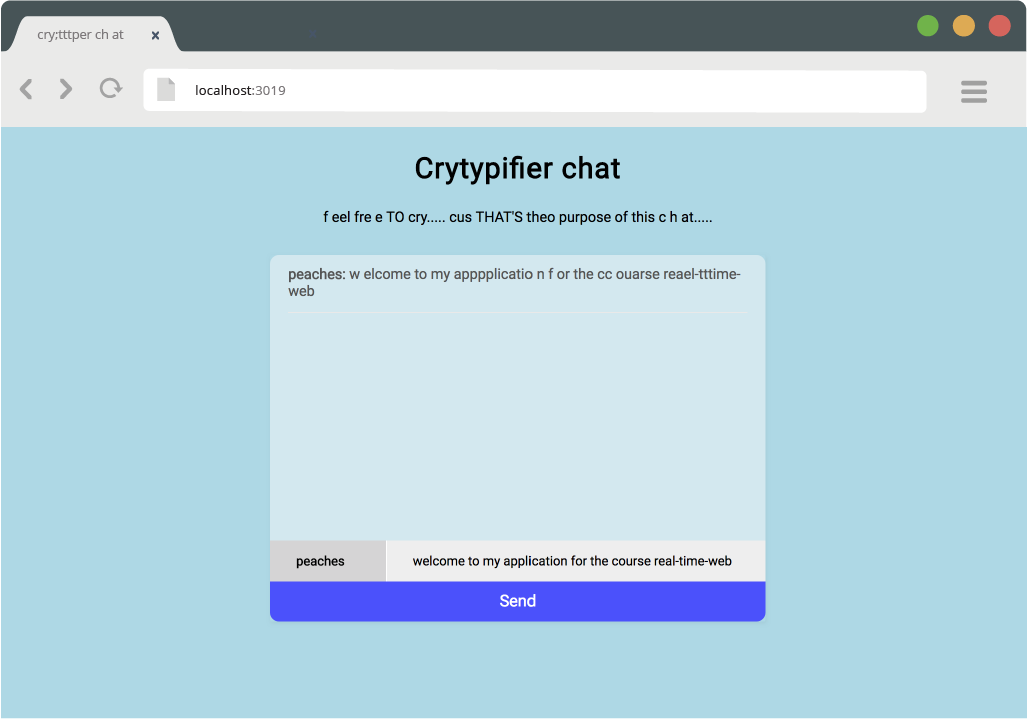 cry;tttper ch at
localhost:3019
Crytypifier chat
f eel fre e TO cry..... cus THAT'S theo purpose of this c h at.....
peaches: w elcome to my apppplicatio n f or the cc ouarse reael-tttime-
web
peaches welcome to my application for the course real-time-web
Send